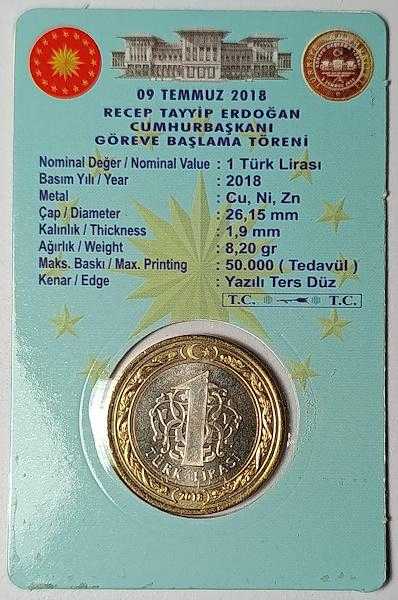 09 TEMMUZ 2018
RECEP TAYYİP ERDOĞAN
CUMHURBAŞKANI
GÖREVE BAŞLAMA TÖRENİ
Nominal Değer / Nominal Value : 1 Türk Lirası
Basım Yılı / Year : 2018
Metal : Cu, Ni, Zn
Çap / Diameter : 26,15 mm
Kalınlık / Thickness : 1,9 mm
Ağırlık / Weight : 8,20 gr
Maks. Baskı / Max. Printing : 50.000 ( Tedavül )
Kenar / Edge : Yazılı Ters Düz
T.C. T.C.
1
TÜRK LİRASI
2018